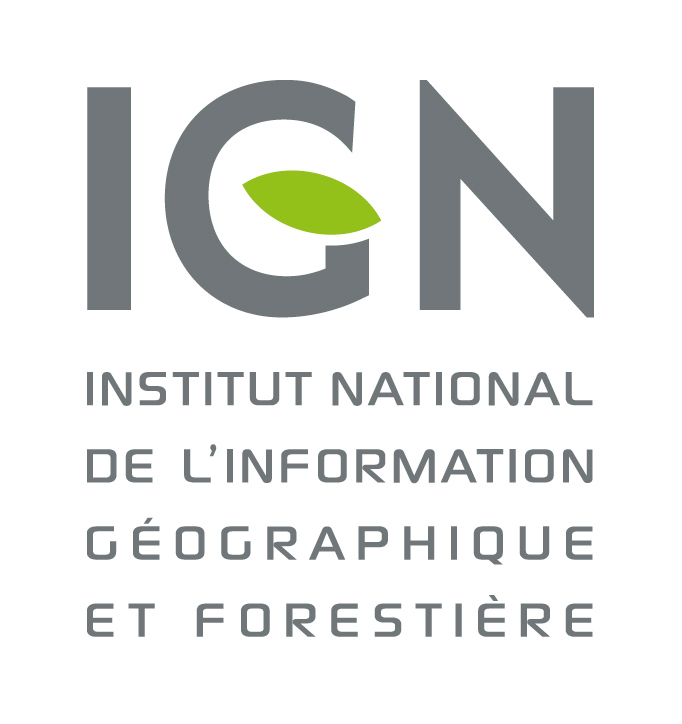 IGN
INSTITUT NATIONAL
DE L’INFORMATION
GÉOGRAPHIQUE
ET FORESTIÈRE